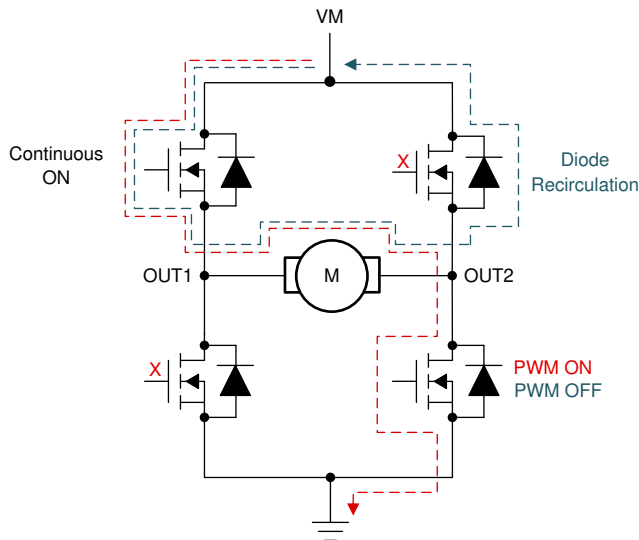 VM
Continuous
ON
X
Diode
Recirculation
OUT1
M
OUT2
X
PWM ON
PWM OFF